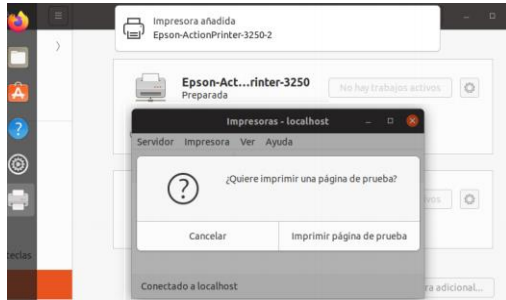 Impresora añadida
Epson-ActionPrinter-3250-2
Epson-Act...rinter-3250
Preparada
No hay trabajos activos
Impresoras - localhost
Servidor Impresora Ver Ayuda
¿Quiere imprimir una página de prueba?
Cancelar
Imprimir página de prueba
Conectado a localhost
adicional...